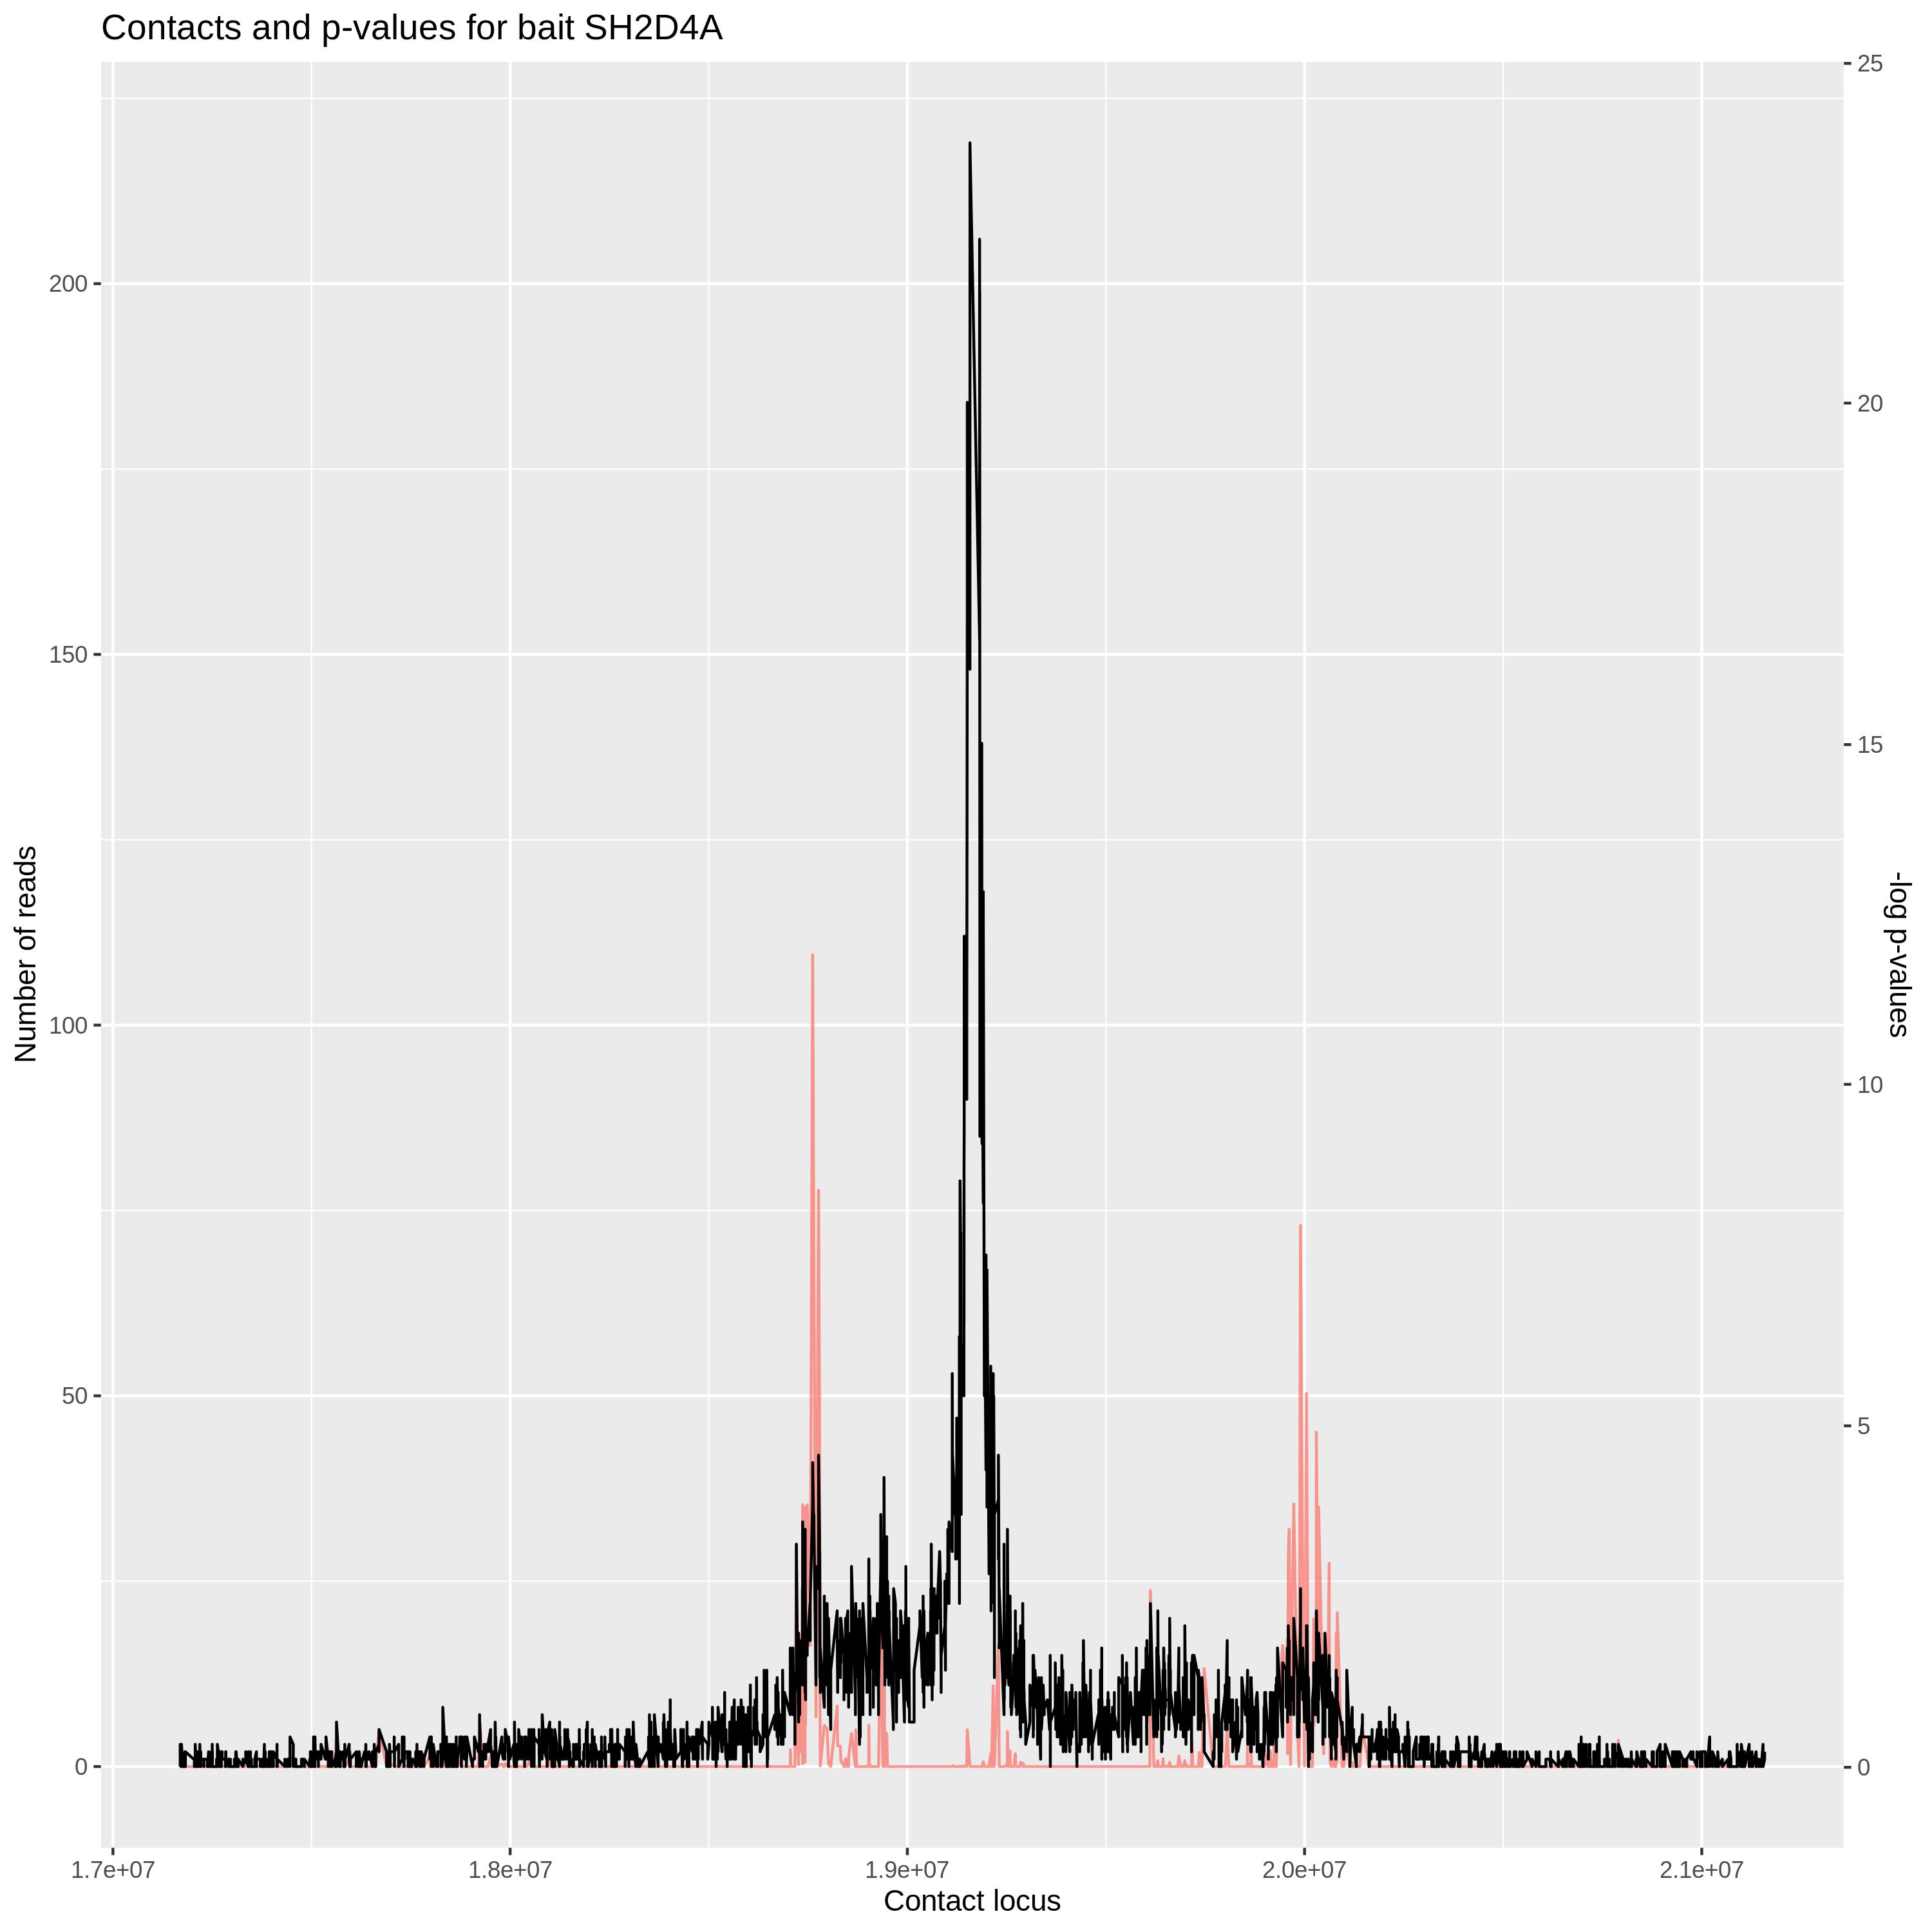 Contacts and p-values for bait SH2D4A
25
200
20
150
15
Number of reads
-log p-values
100
10
50
5
0
0
1.7e+07
1.8e+07
1.9e+07
2.0e+07
2.1e+07
Contact locus